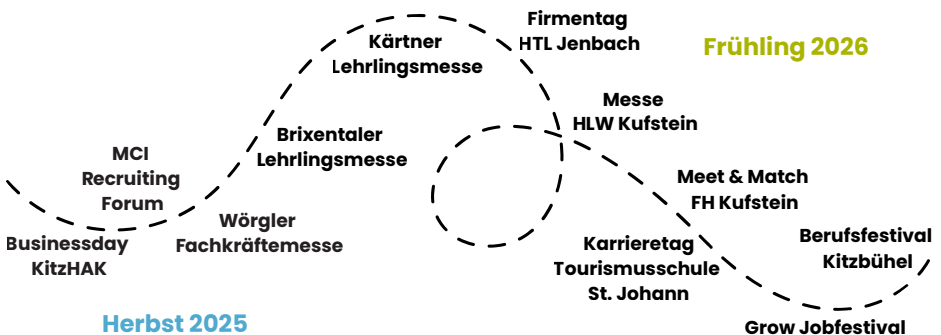 Businessday
KitzHAK
MCI
Recruiting
Forum
Wörgler
Fachkräftemesse
Brixentaler
Lehrlingsmesse
Kärtner
Lehrlingsmesse
Herbst 2025
Firmentag
HTL Jenbach
Frühling 2026
Messe
HLW Kufstein
Meet & Match
FH Kufstein
Karrieretag
Tourismusschule
St. Johann
Berufsfestival
Kitzbühel
Grow Jobfestival